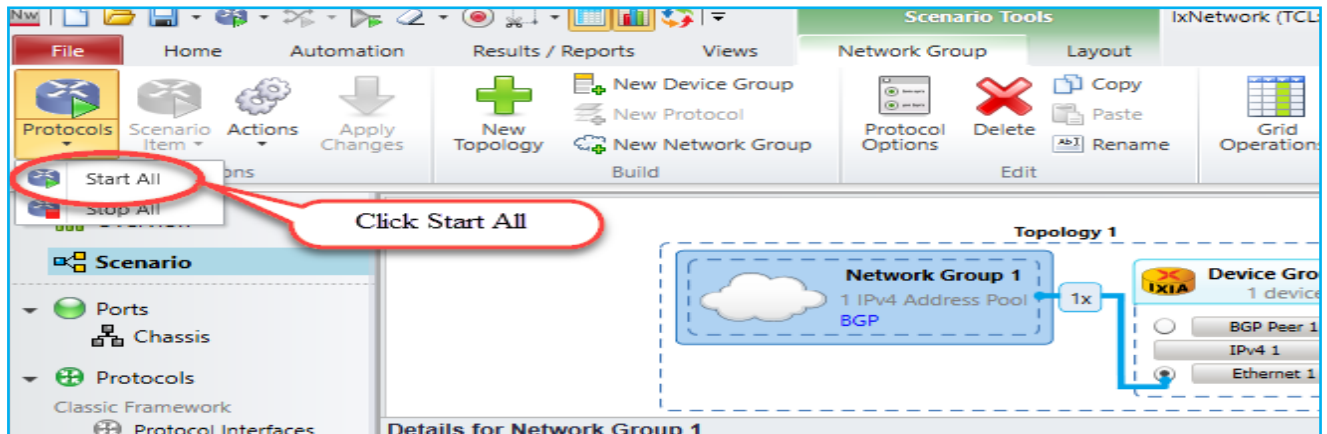 NW
Scenario Tools
IxNetwork (TCL
File
Home
Automation
Results / Reports
Views
Network Group
Layout
Protocols
Scenario
Item
Actions
Apply
Changes
New
Topology
New Device Group
New Protocol
New Network Group
Build
Protocol
Options
Delete
Copy
Paste
Rename
Edit
Grid
Operations
Start All
Stop All
Click Start All
Scenario
Ports
Chassis
Protocols
Classic Framework
Protocol Interfaces
Topology 1
Network Group 1
1 IPv4 Address Pool
BGP
1x
IXIA
Device Gro
1 device
BGP Peer 1
IPv4 1
Ethernet 1
Details for Network Group 1